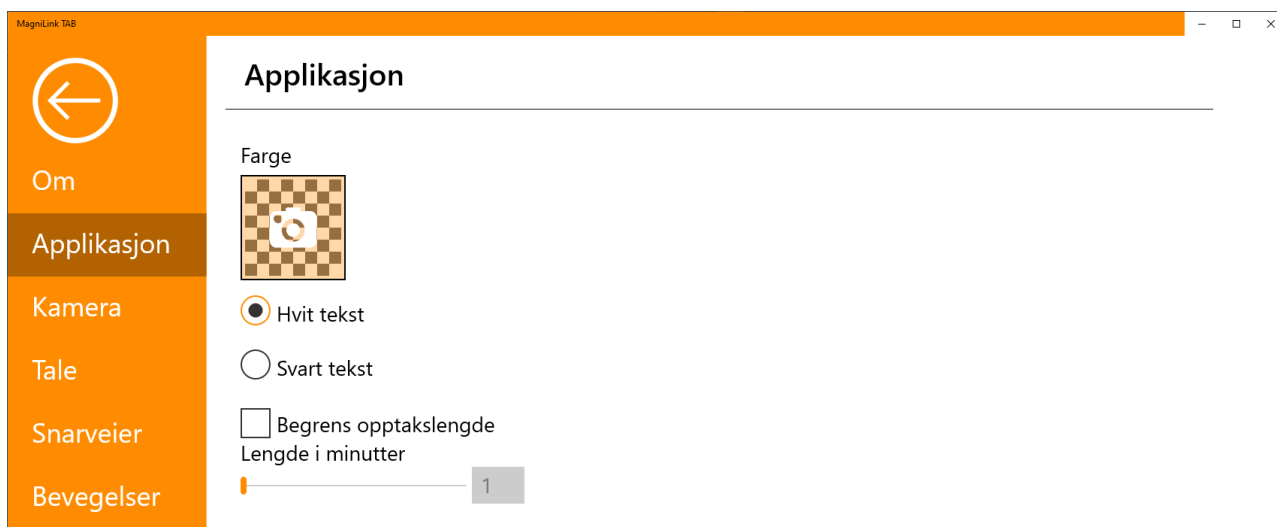 MagniLink TAB
Om
Applikasjon
Kamera
Tale
Snarveier
Bevegelser
Applikasjon
Farge
Hvit tekst
Svart tekst
Begrens opptakslengde
Lengde i minutter
1